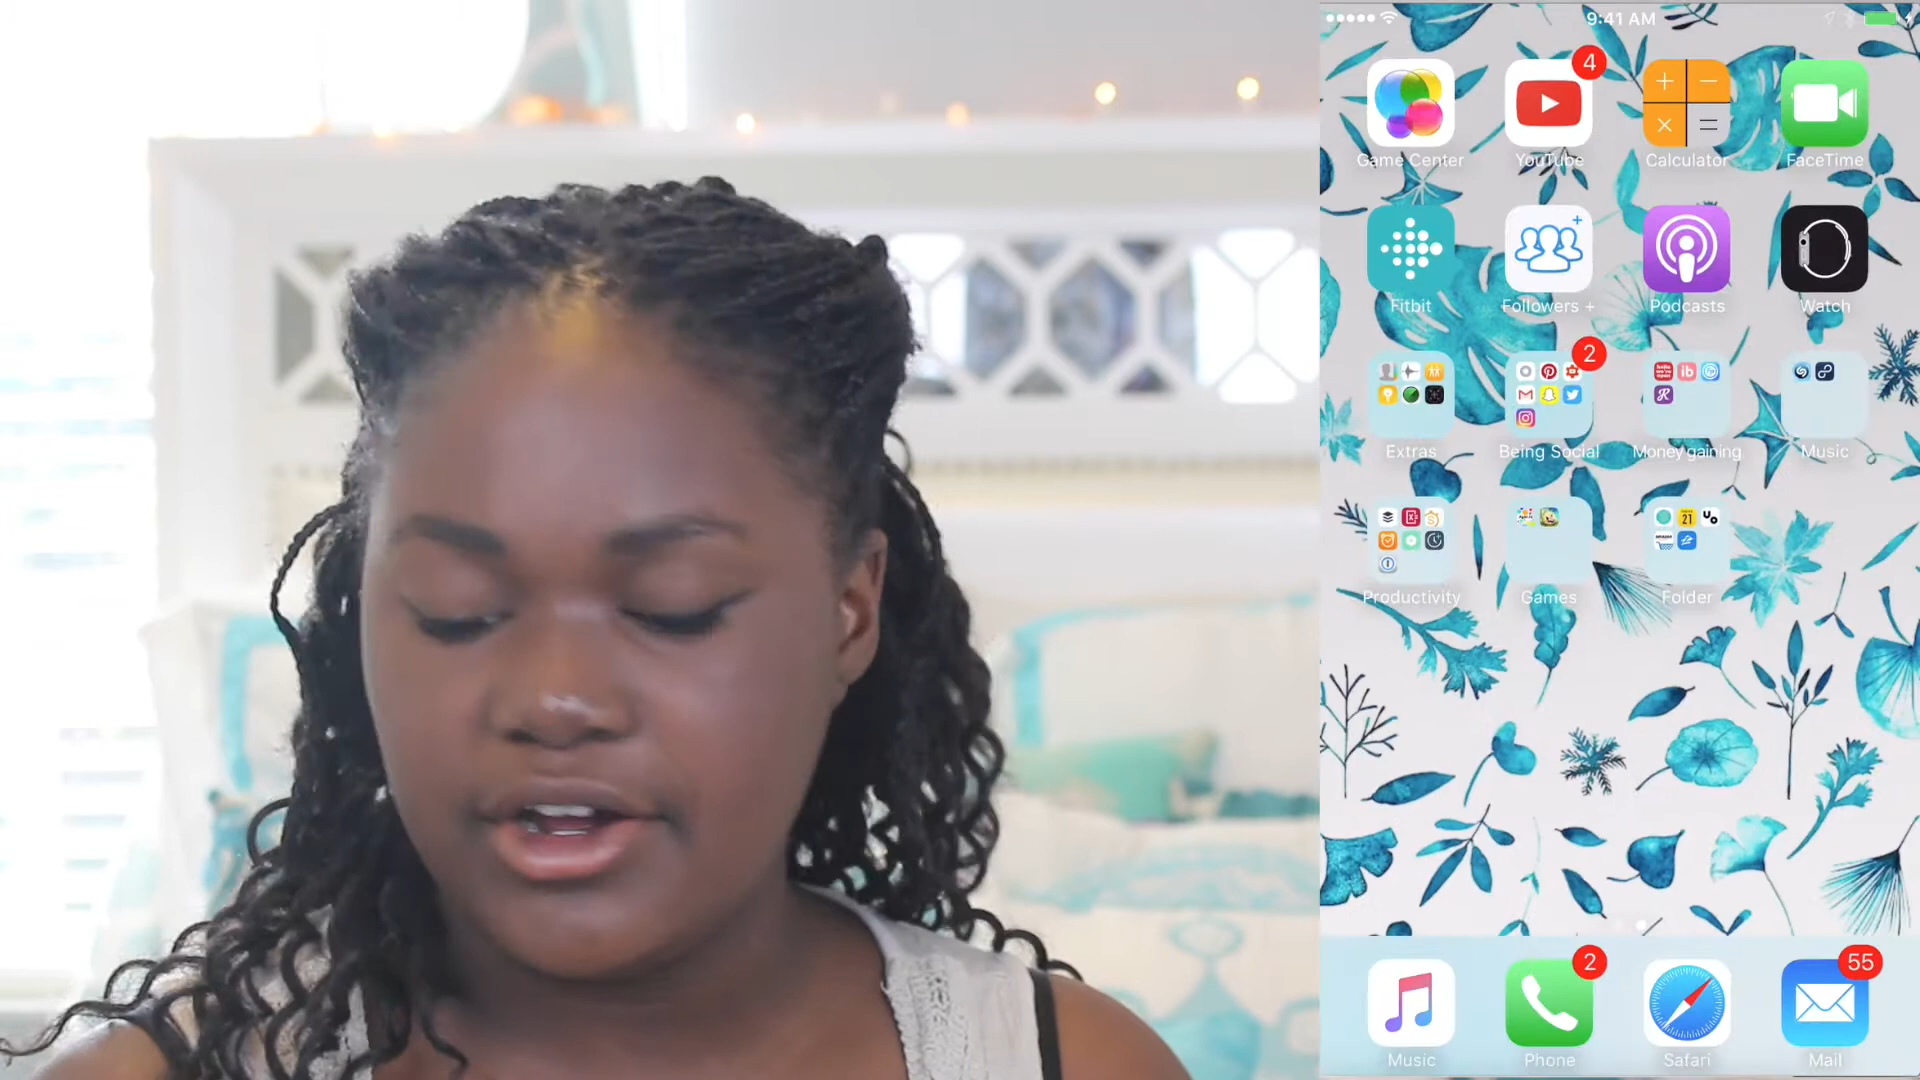 9:41 AM
4
Game Center YouTube Calculator FaceTime
Fitbit Followers + Podcasts Watch
2
Extras Being Social Money gaining Music
Productivity Games Folder
2 55
Music Phone Safari Mail